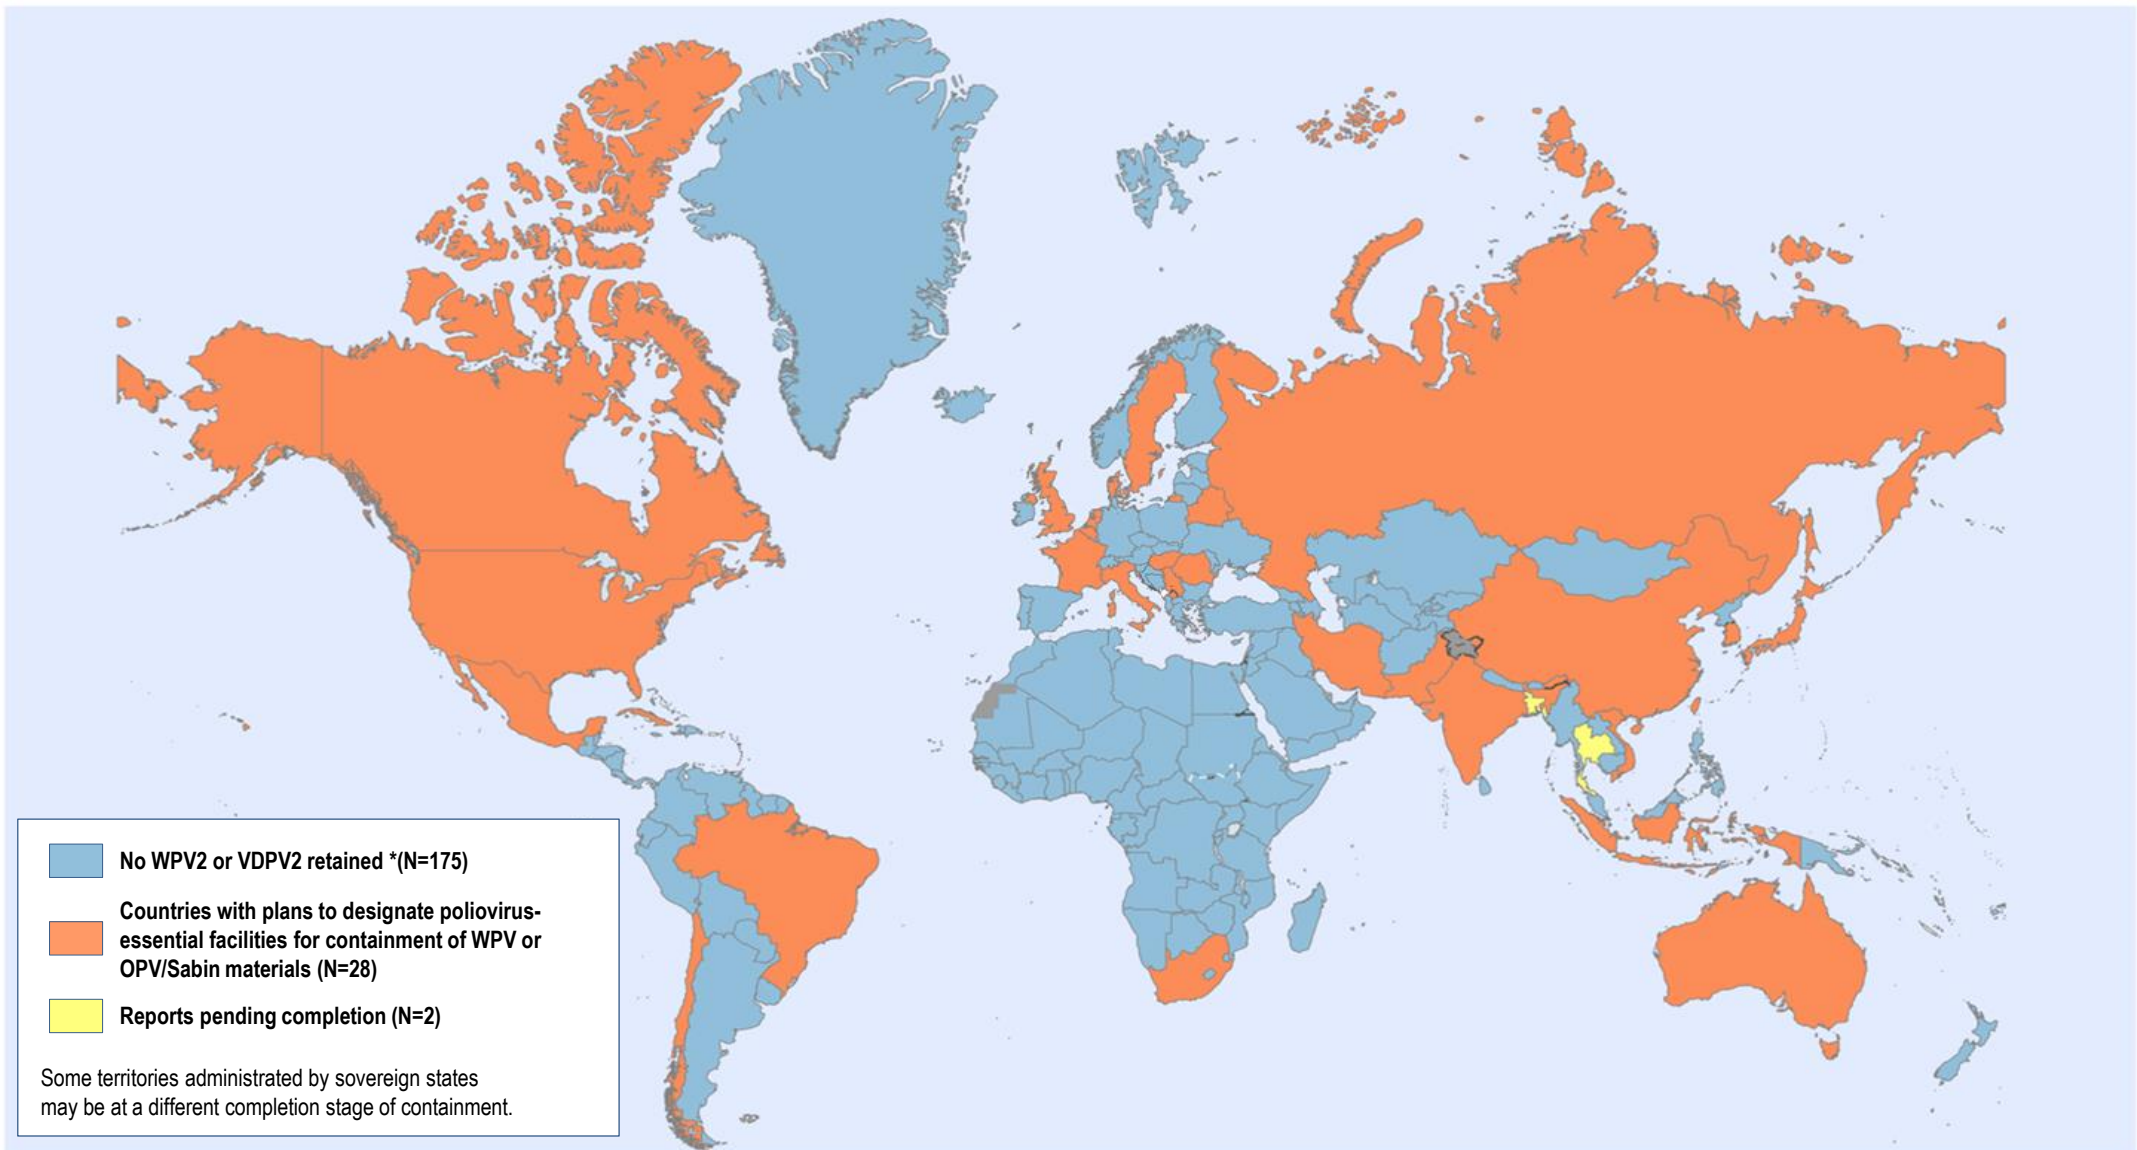 No WPV2 or VDPV2 retained *(N=175)
Countries with plans to designate poliovirus-
essential facilities for containment of WPV or
OPV/Sabin materials (N=28)
Reports pending completion (N=2)
Some territories administrated by sovereign states
may be at a different completion stage of containment.